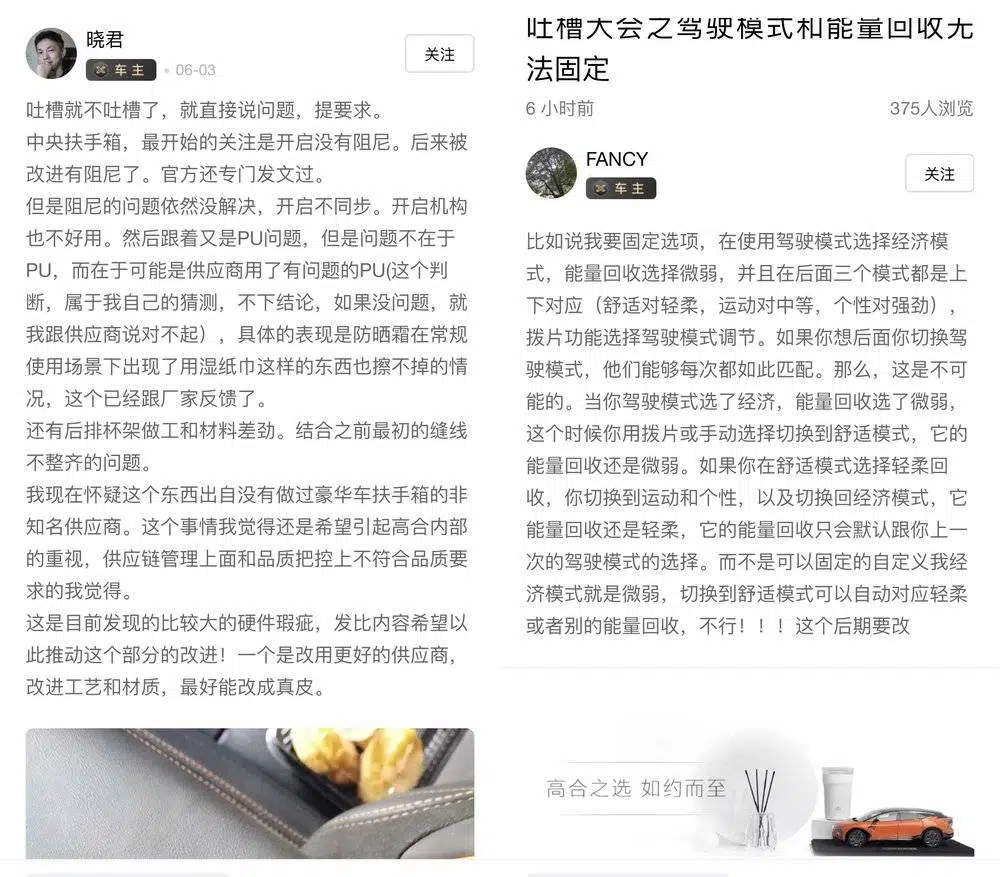 晓君
车主
06-03
关注
吐槽就不吐槽了，就直接说问题，提要求。
中央扶手箱，最开始的关注是开启没有阻尼。后来被
改进有阻尼了。官方还专门发文过。
但是阻尼的问题依然没解决，开启不同步。开启机构
也不好用。然后跟着又是PU问题，但是问题不在于
PU，而在于可能是供应商用了有问题的PU(这个判
断，属于我自己的猜测，不下结论，如果没问题，就
我跟供应商说对不起），具体的表现是防晒霜在常规
使用场景下出现了用湿纸巾这样的东西也擦不掉的情
况，这个已经跟厂家反馈了。
还有后排杯架做工和材料差劲。结合之前最初的缝线
不整齐的问题。
我现在怀疑这个东西出自没有做过豪华车扶手箱的非
知名供应商。这个事情我觉得还是希望引起高合内部
的重视，供应链管理上面和品质把控上不符合品质要
求的我觉得。
这是目前发现的比较大的硬件瑕疵，发比内容希望以
此推动这个部分的改进！一个是改用更好的供应商，
改进工艺和材质，最好能改成真皮。
吐槽大会之驾驶模式和能量回收无
法固定
6 小时前
375人浏览
FANCY
车主
关注
比如说我要固定选项，在使用驾驶模式选择经济模
式，能量回收选择微弱，并且在后面三个模式都是上
下对应（舒适对轻柔，运动对中等，个性对强劲），
拨片功能选择驾驶模式调节。如果你想后面你切换驾
驶模式，他们能够每次都如此匹配。那么，这是不可
能的。当你驾驶模式选了经济，能量回收选了微弱，
这个时候你用拨片或手动选择切换到舒适模式，它的
能量回收还是微弱。如果你在舒适模式选择轻柔回
收，你切换到运动和个性，以及切换回经济模式，它
能量回收还是轻柔，它的能量回收只会默认跟你上一
次的驾驶模式的选择。而不是可以固定的自定义我经
济模式就是微弱，切换到舒适模式可以自动对应轻柔
或者别的能量回收，不行！！！这个后期要改
高合之选 如约而至